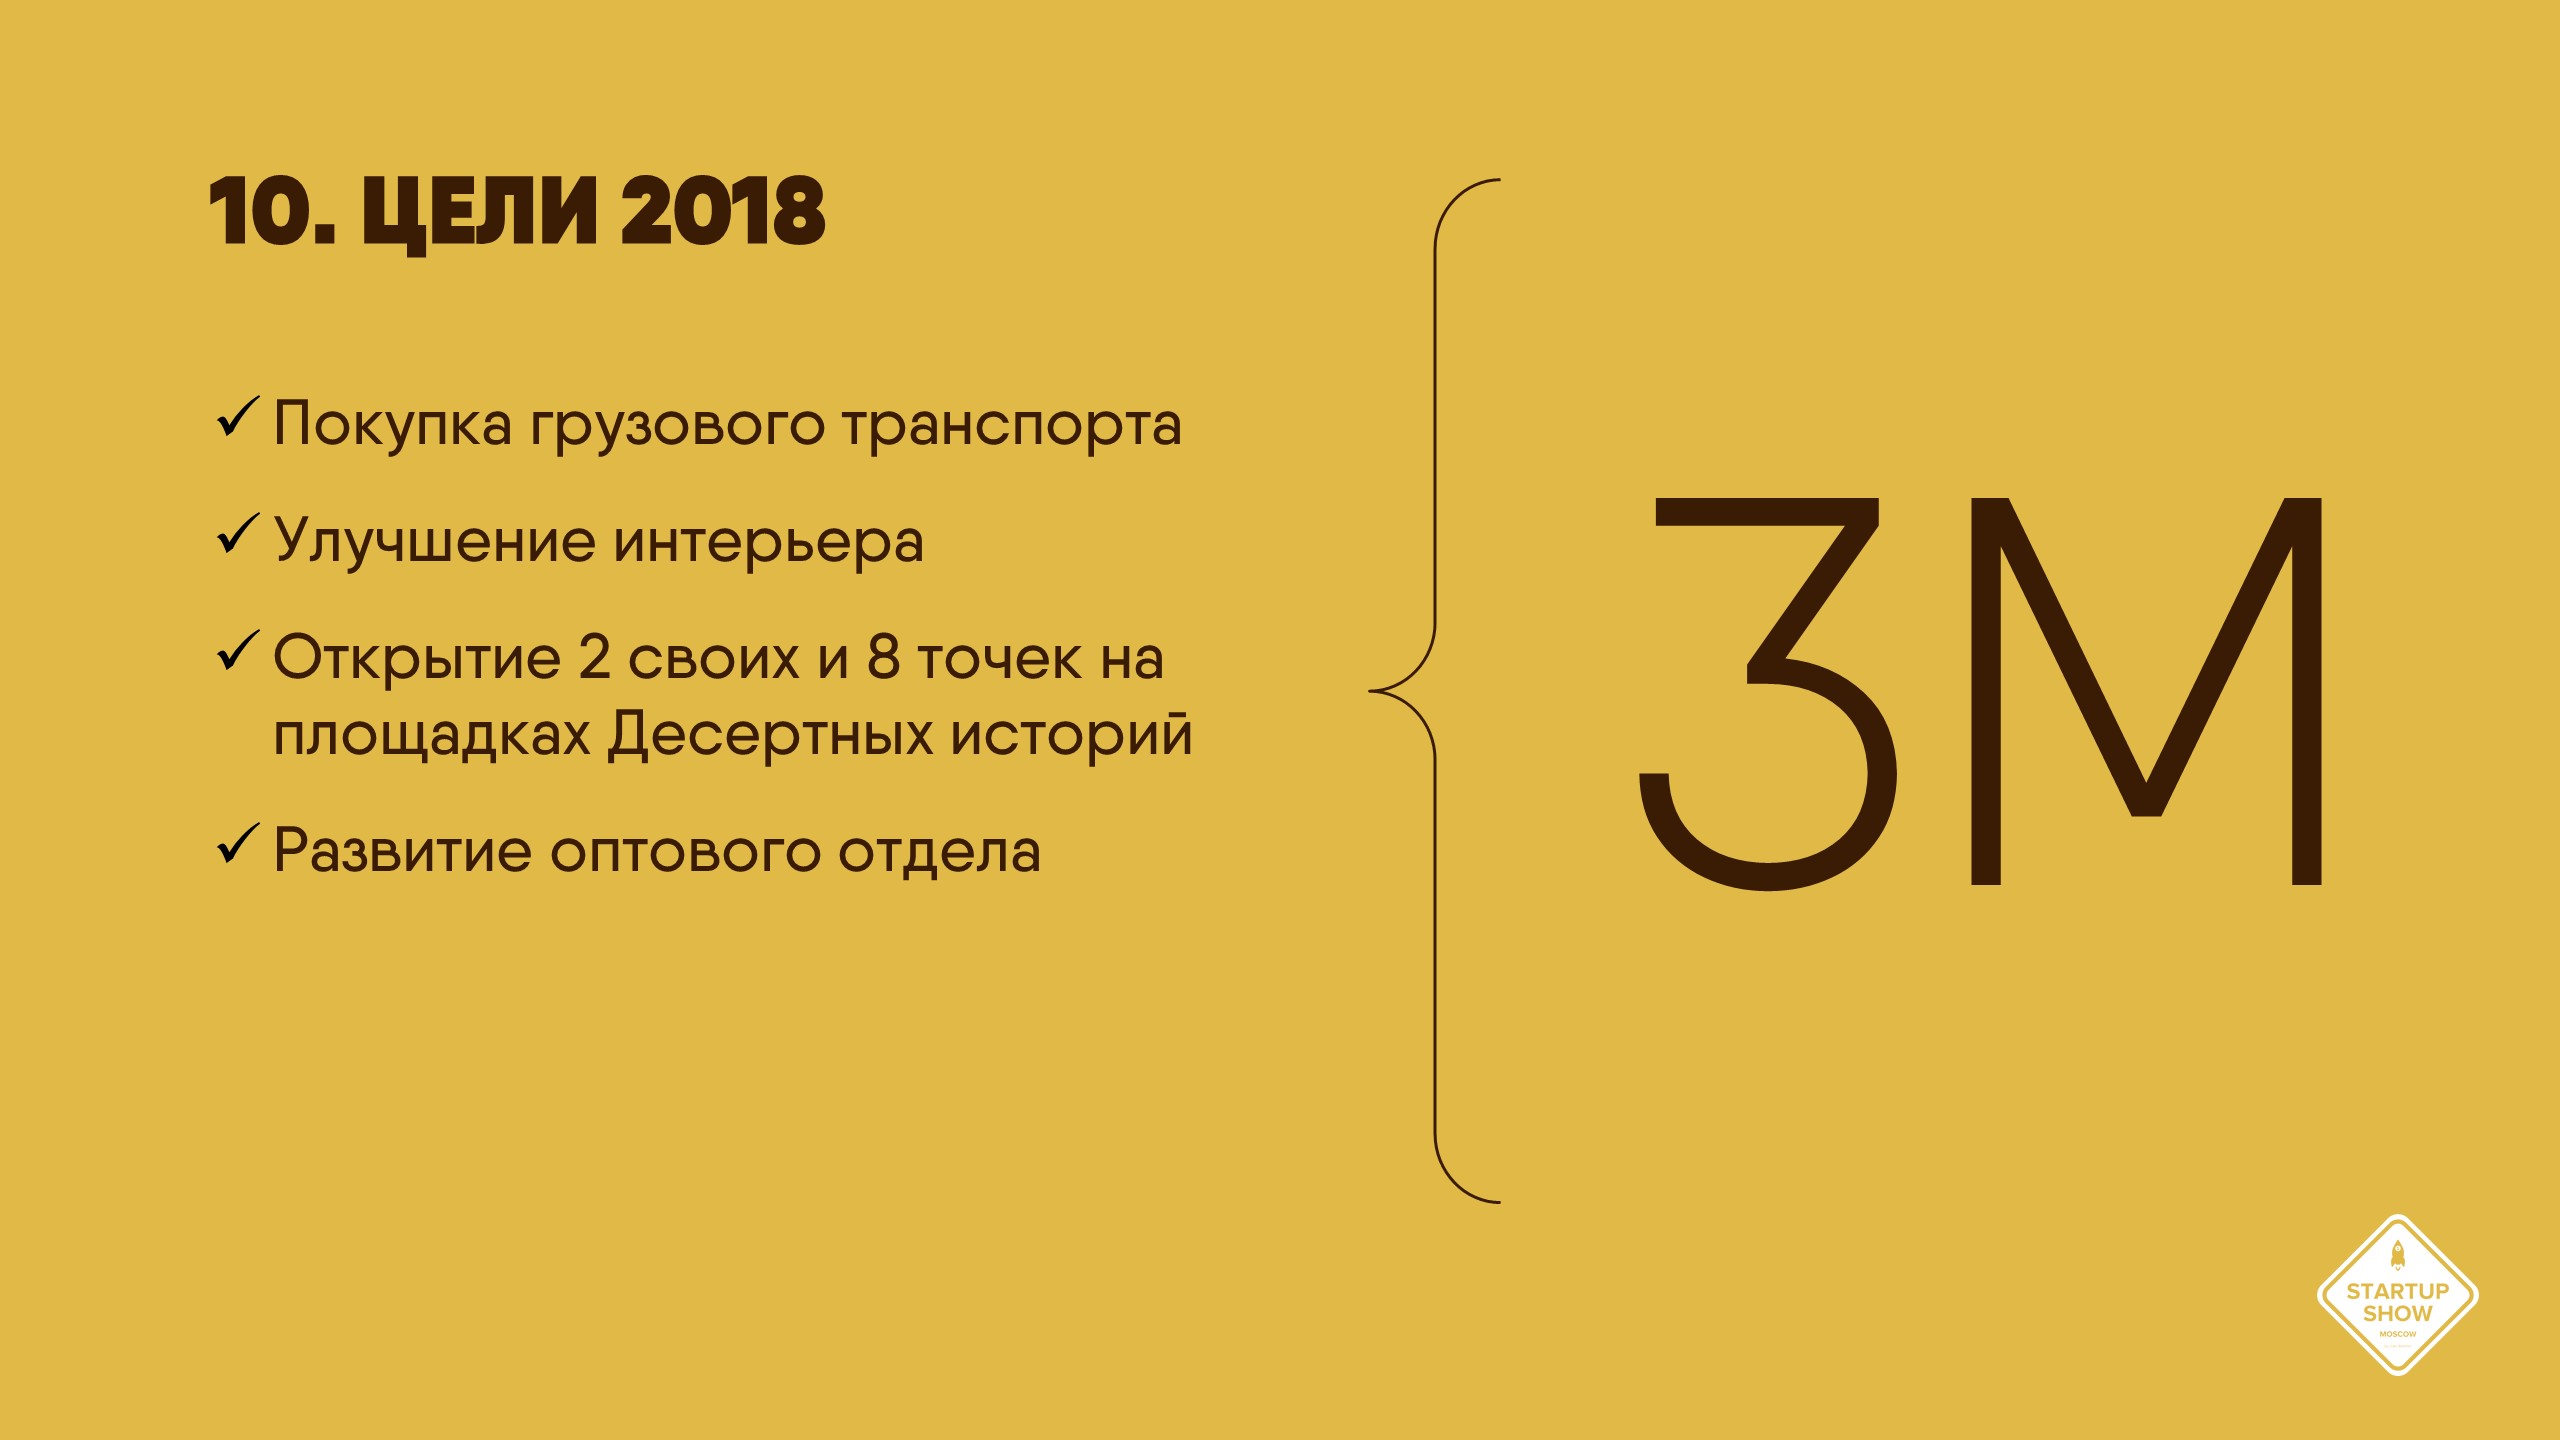 10. ЦЕЛИ 2018
✓ Покупка грузового транспорта
✓ Улучшение интерьера
✓ Открытие 2 своих и 8 точек на
площадках Десертных историй
✓ Развитие оптового отдела
3М
STARTUP
SHOW
MOSCOW